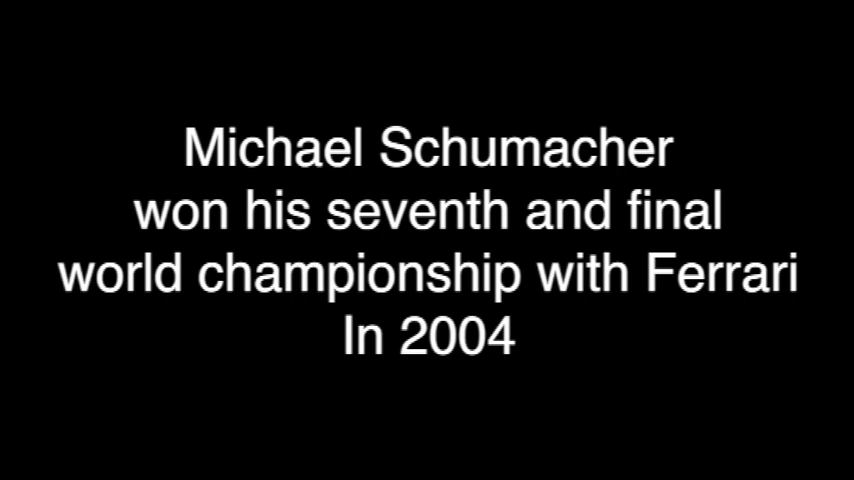 Michael Schumacher
won his seventh and final
world championship with Ferrari
In 2004